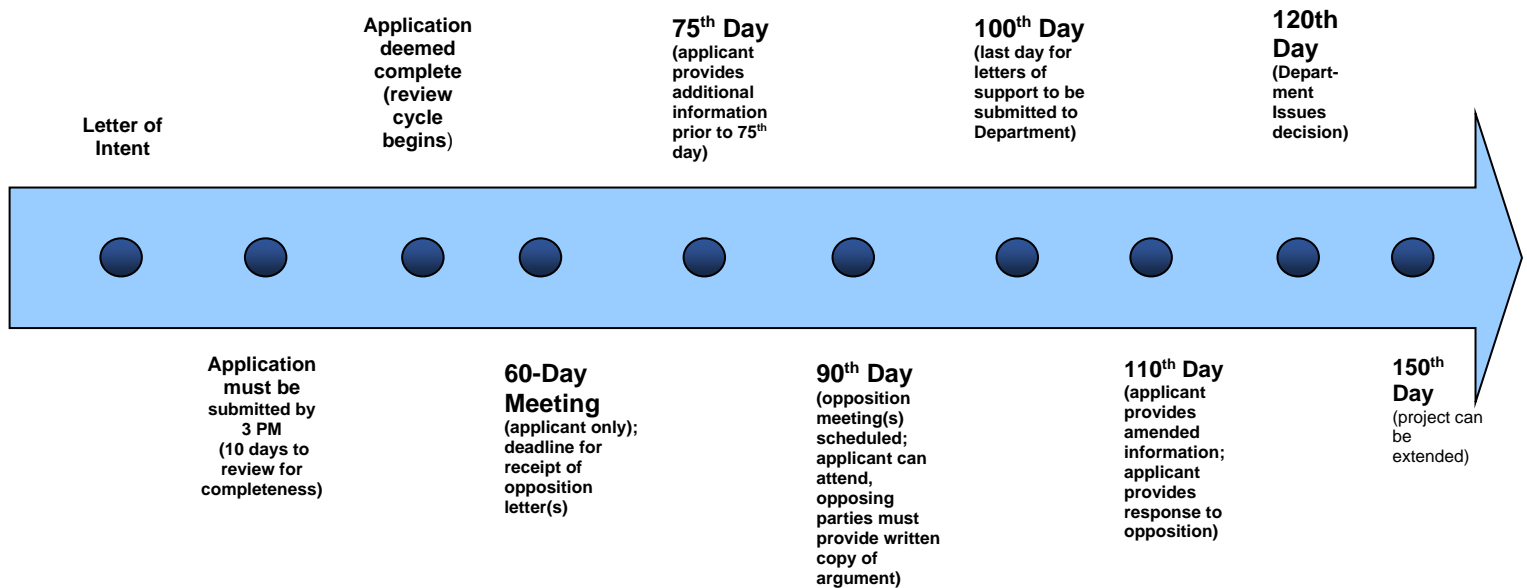 Letter of
Intent
Application
must be
submitted by
3 PM
(10 days to
review for
completeness)
Application
deemed
complete
(review
cycle
begins)
60-Day
Meeting
(applicant only);
deadline for
receipt of
opposition
letter(s)
75th Day
(applicant
provides
additional
information
prior to 75th
day)
90th Day
(opposition
meeting(s)
scheduled;
applicant can
attend,
opposing
parties must
provide written
copy of
argument)
100th Day
(last day for
letters of
support to be
submitted to
Department)
110th Day
(applicant
provides
amended
information;
applicant
provides
response to
opposition)
120th
Day
(Depart-
ment
Issues
decision)
150th
Day
(project can
be
extended)